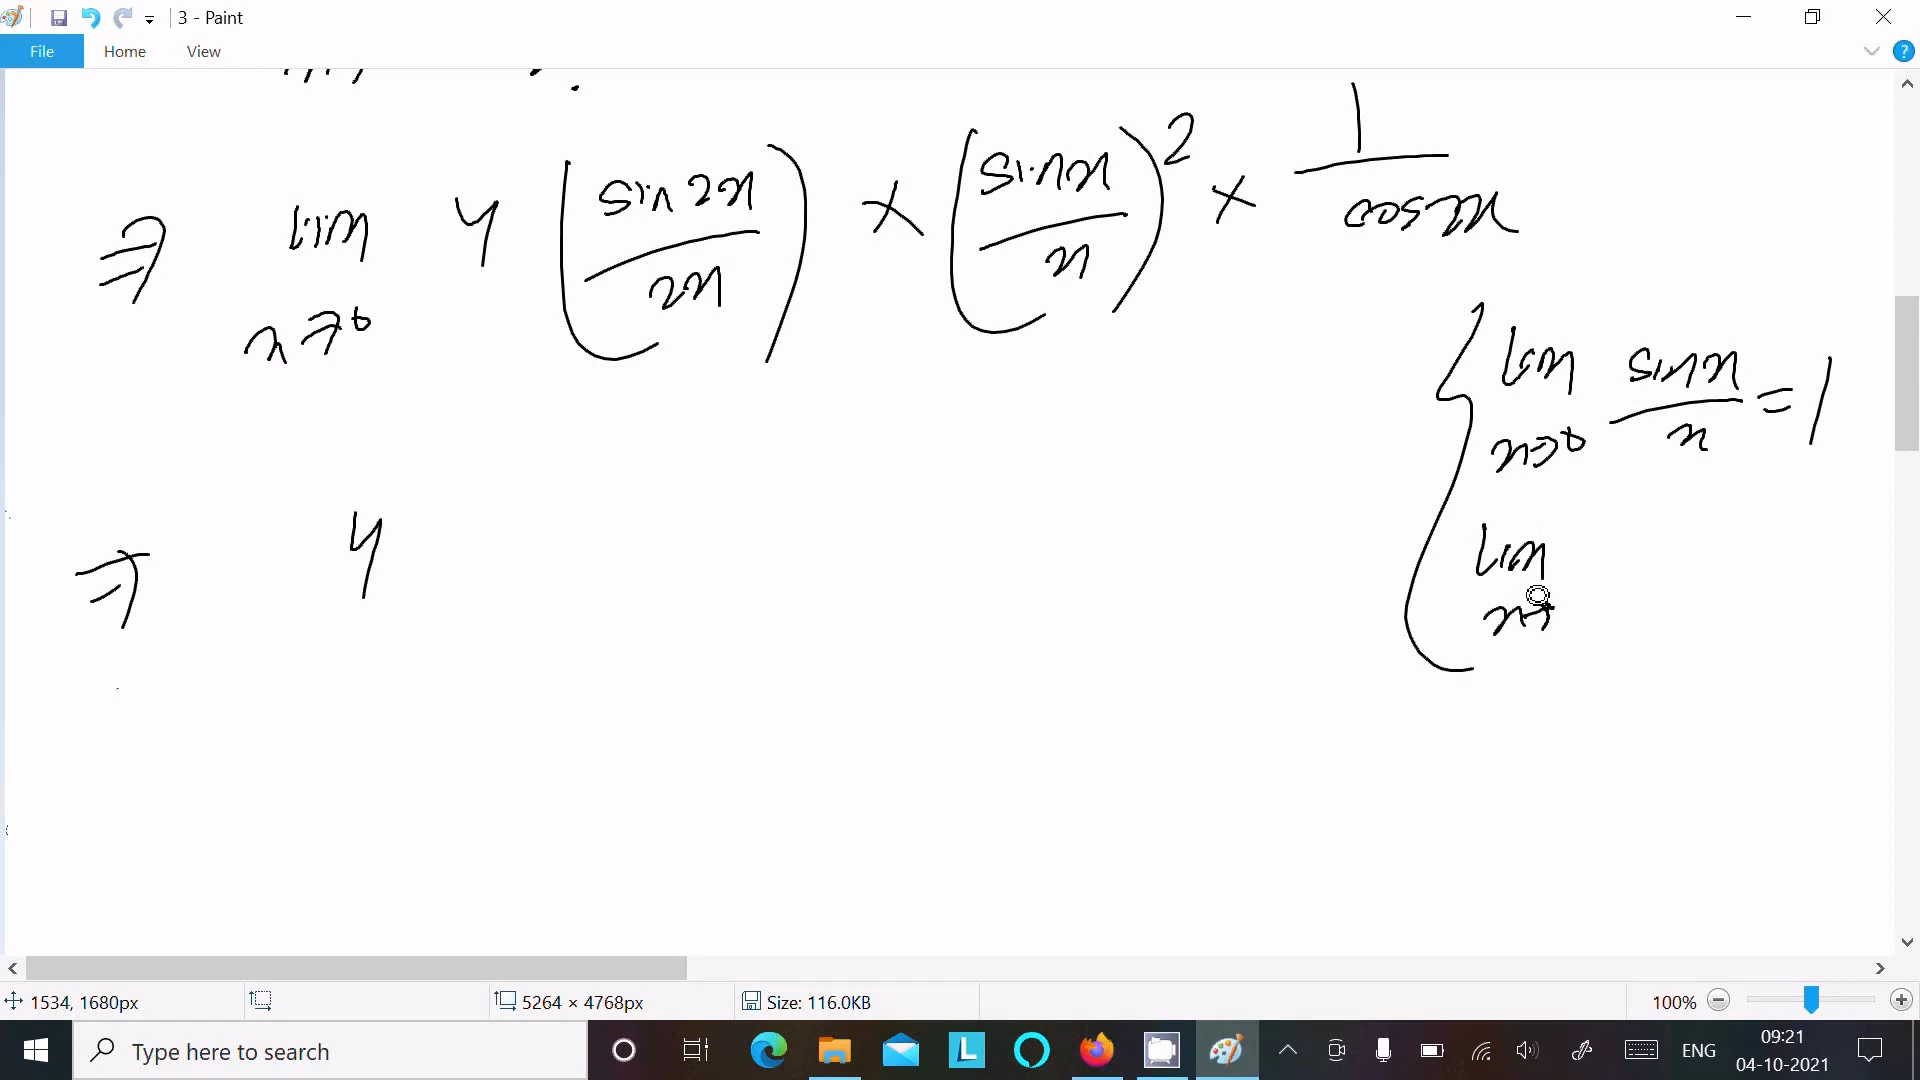 3 - Paint
File Home View
⇒ lim 4 (sin 2x / 2x) × (sin x / x)^2 × 1 / cos 2x
x→0
{ lim sin x / x = 1
x→0
⇒ 4
lim
x→
1534, 1680px 5264 × 4768px Size: 116.0KB 100%
Type here to search ENG 09:21
04-10-2021